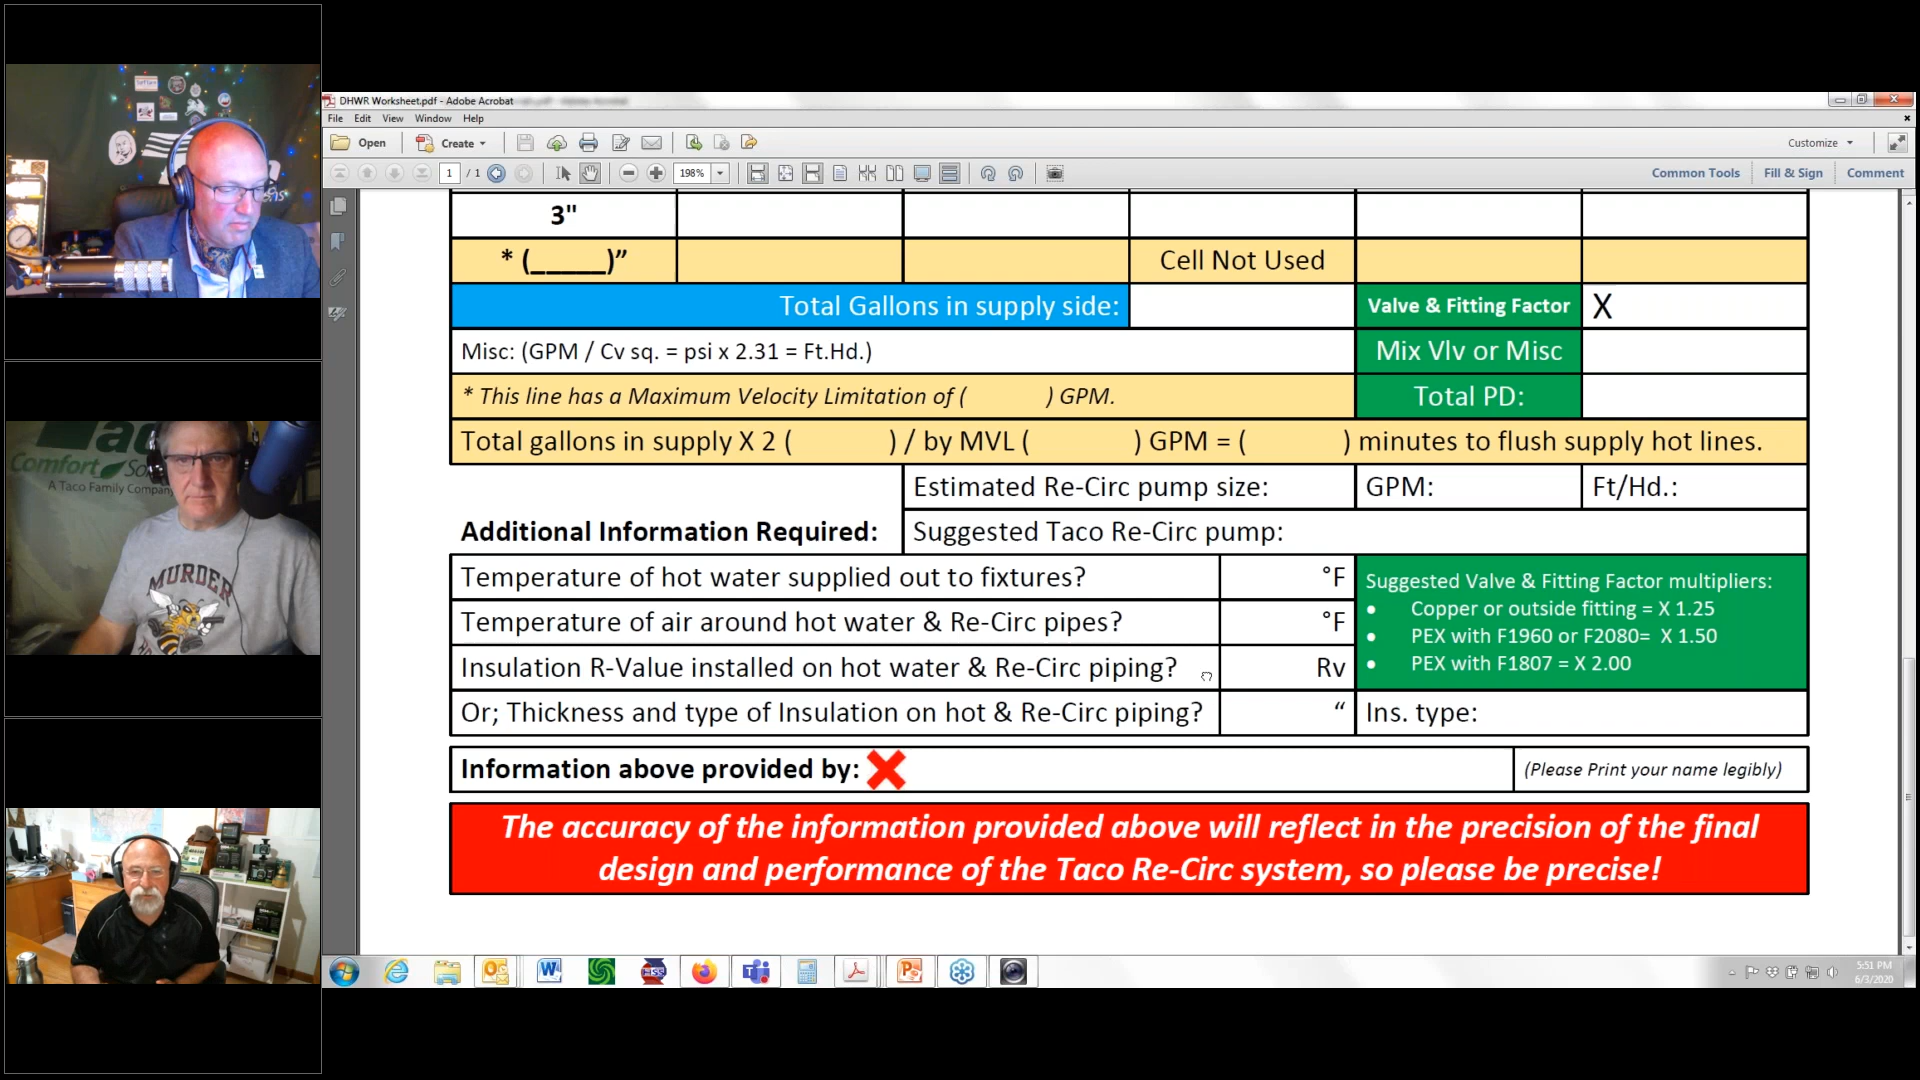 DHWR Worksheet.pdf - Adobe Acrobat
File Edit View Window Help
Open Create Customize
1 / 1 198% Common Tools Fill & Sign Comment
3"
* (_____)” Cell Not Used
Total Gallons in supply side: Valve & Fitting Factor X
Misc: (GPM / Cv sq. = psi x 2.31 = Ft.Hd.) Mix Vlv or Misc
* This line has a Maximum Velocity Limitation of ( ) GPM. Total PD:
Total gallons in supply X 2 ( ) / by MVL ( ) GPM = ( ) minutes to flush supply hot lines.
Estimated Re-Circ pump size: GPM: Ft/Hd.:
Additional Information Required: Suggested Taco Re-Circ pump:
Temperature of hot water supplied out to fixtures? °F
Temperature of air around hot water & Re-Circ pipes? °F
Insulation R-Value installed on hot water & Re-Circ piping? Rv
Or; Thickness and type of Insulation on hot & Re-Circ piping? “ Ins. type:
Suggested Valve & Fitting Factor multipliers:
• Copper or outside fitting = X 1.25
• PEX with F1960 or F2080= X 1.50
• PEX with F1807 = X 2.00
Information above provided by: (Please Print your name legibly)
The accuracy of the information provided above will reflect in the precision of the final
design and performance of the Taco Re-Circ system, so please be precise!
5:51 PM
6/3/2020
Comfort
A Taco Family Company
MURDER